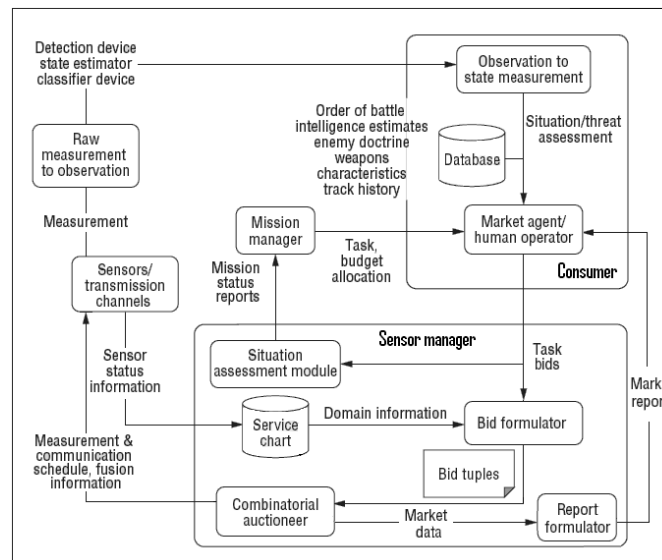 Detection device
state estimator
classifier device
Observation to
state measurement
Order of battle
intelligence estimates
enemy doctrine
weapons
characteristics
track history
Situation/threat
assessment
Raw
measurement
to observation
Database
Measurement
Mission
manager
Market agent/
human operator
Task,
budget
allocation
Consumer
Sensors/
transmission
channels
Mission
status
reports
Sensor manager
Situation
assessment module
Task
bids
Sensor
status
information
Domain information
Service
chart
Bid formulator
report
Measurement &
communication
schedule, fusion
information
Bid tuples
Combinatorial
auctioneer
Market
data
Report
formulator